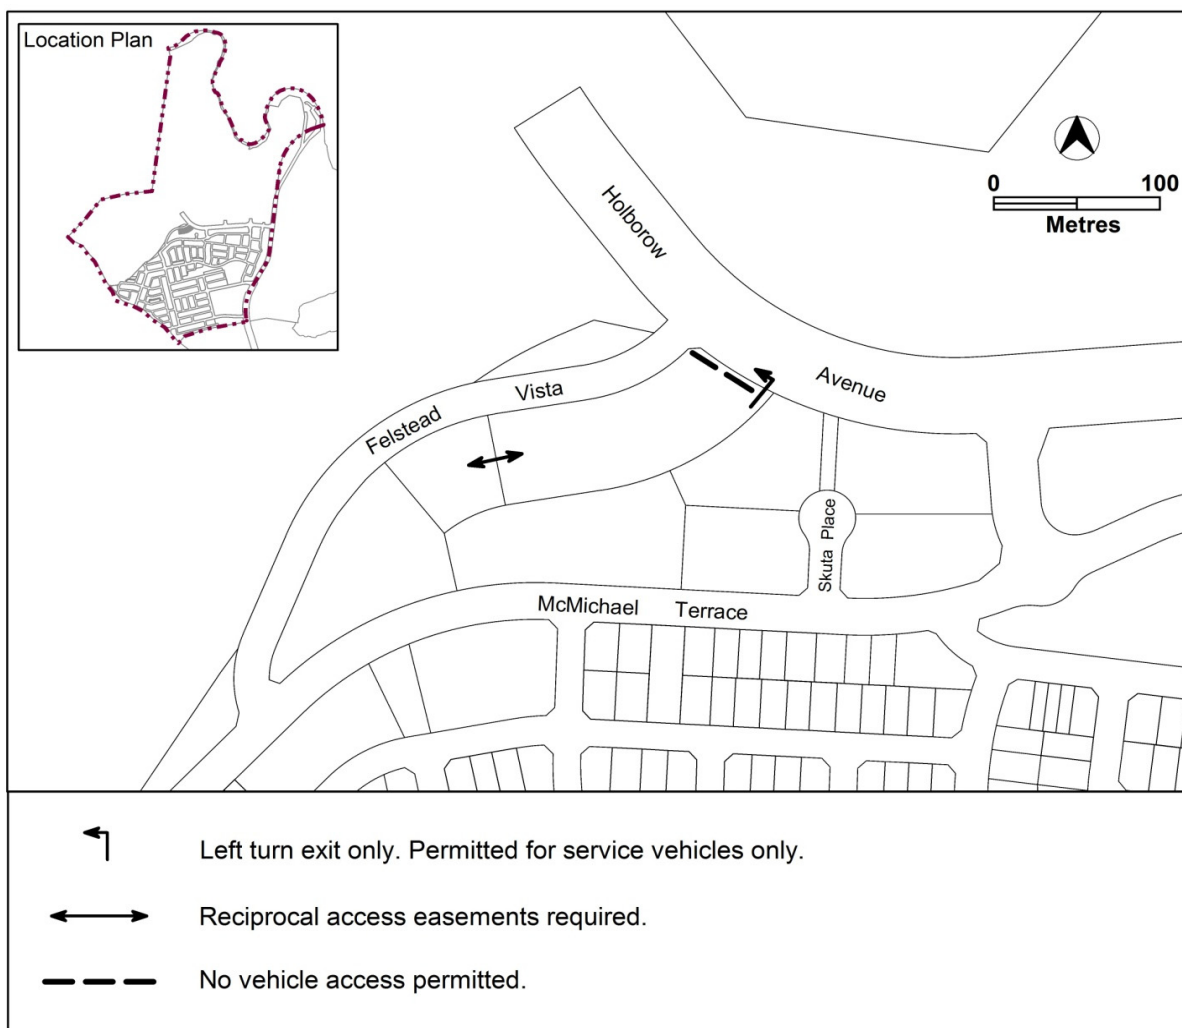 Location Plan
0 100
Metres
Holborow
Avenue
Felstead Vista
Skuta Place
McMichael Terrace
Left turn exit only. Permitted for service vehicles only.
Reciprocal access easements required.
No vehicle access permitted.